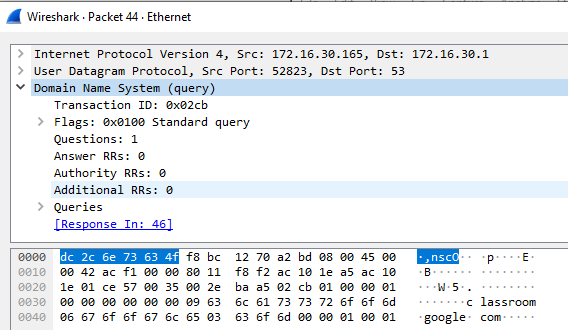 Wireshark · Packet 44 · Ethernet
Internet Protocol Version 4, Src: 172.16.30.165, Dst: 172.16.30.1
User Datagram Protocol, Src Port: 52823, Dst Port: 53
Domain Name System (query)
Transaction ID: 0x02cb
Flags: 0x0100 Standard query
Questions: 1
Answer RRs: 0
Authority RRs: 0
Additional RRs: 0
Queries
[Response In: 46]
0000 dc 2c 6e 73 63 4f f8 bc 12 70 a2 bd 08 00 45 00 ·,nscO·· ·p····E·
0010 00 42 ac f1 00 00 80 11 f8 f2 ac 10 1e a5 ac 10 ·B······ ········
0020 1e 01 ce 57 00 35 00 2e ba a5 02 cb 01 00 00 01 ···W·5·. ········
0030 00 00 00 00 00 00 09 63 6c 61 73 73 72 6f 6f 6d ·······c lassroom
0040 06 67 6f 6f 67 6c 65 03 63 6f 6d 00 00 01 00 01 ·google· com·····